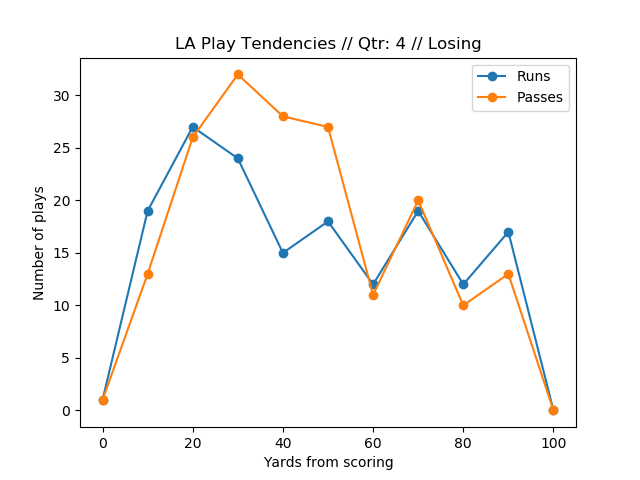 LA Play Tendencies // Qtr: 4 // Losing
Runs
Passes
Number of plays
30
25
20
15
10
5
0
0 20 40 60 80 100
Yards from scoring